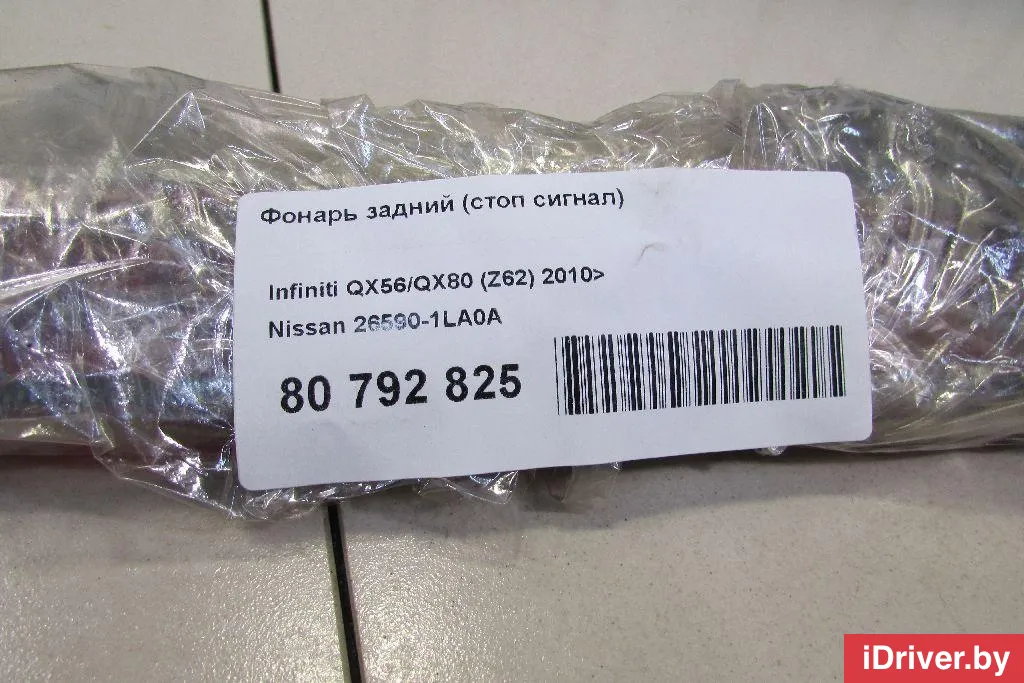 Фонарь задний (стоп сигнал)
Infiniti QX56/QX80 (Z62) 2010>
Nissan 26590-1LA0A
80 792 825
iDriver.by